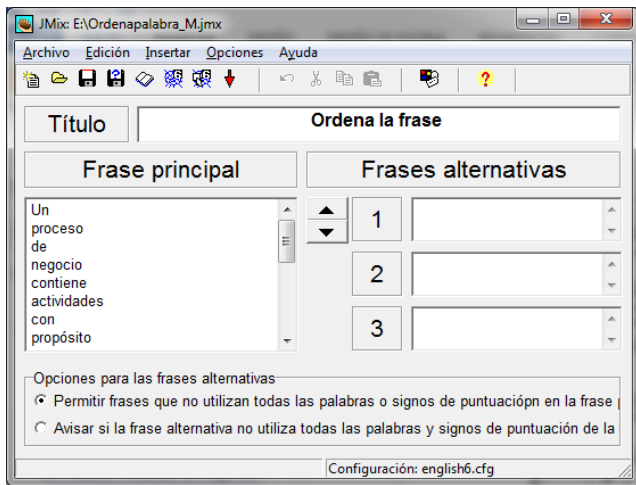 JMix: E:\Ordenapalabra_M.jmx
Archivo Edición Insertar Opciones Ayuda
Título
Ordena la frase
Frase principal
Frases alternativas
Un
proceso
de
negocio
contiene
actividades
con
propósito
1
2
3
Opciones para las frases alternativas
Permitir frases que no utilizan todas las palabras o signos de puntuaciópn en la frase
Avisar si la frase alternativa no utiliza todas las palabras y signos de puntuación de la
Configuración: english6.cfg